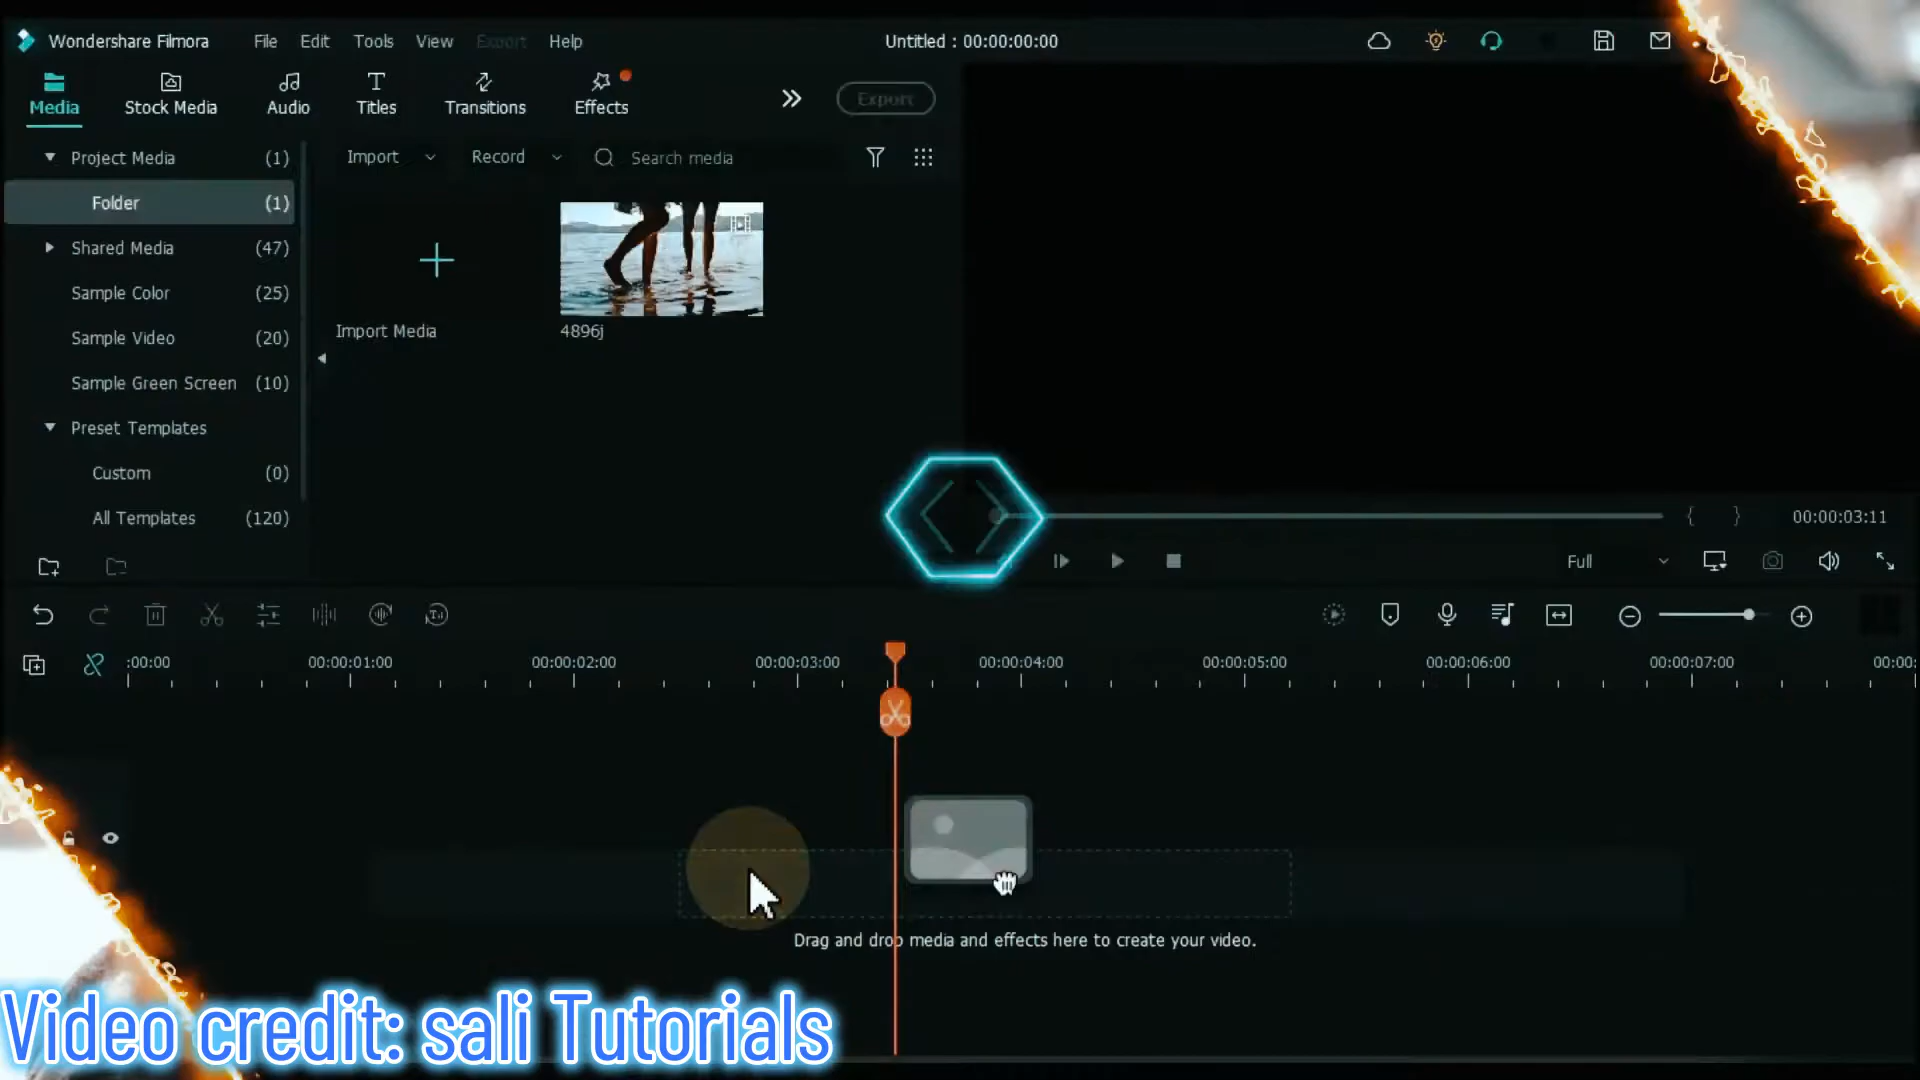 Wondershare Filmora
File Edit Tools View Export Help
Untitled : 00:00:00:00
Media Stock Media Audio Titles Transitions Effects
Export
Project Media (1)
Import Record Search media
Folder (1)
Shared Media (47)
Sample Color (25)
Import Media 4896j
Sample Video (20)
Sample Green Screen (10)
Preset Templates
Custom (0)
All Templates (120)
{ } 00:00:03:11
Full
:00:00 00:00:01:00 00:00:02:00 00:00:03:00 00:00:04:00 00:00:05:00 00:00:06:00 00:00:07:00 00:00:
Drag and drop media and effects here to create your video.
Video credit: sali Tutorials